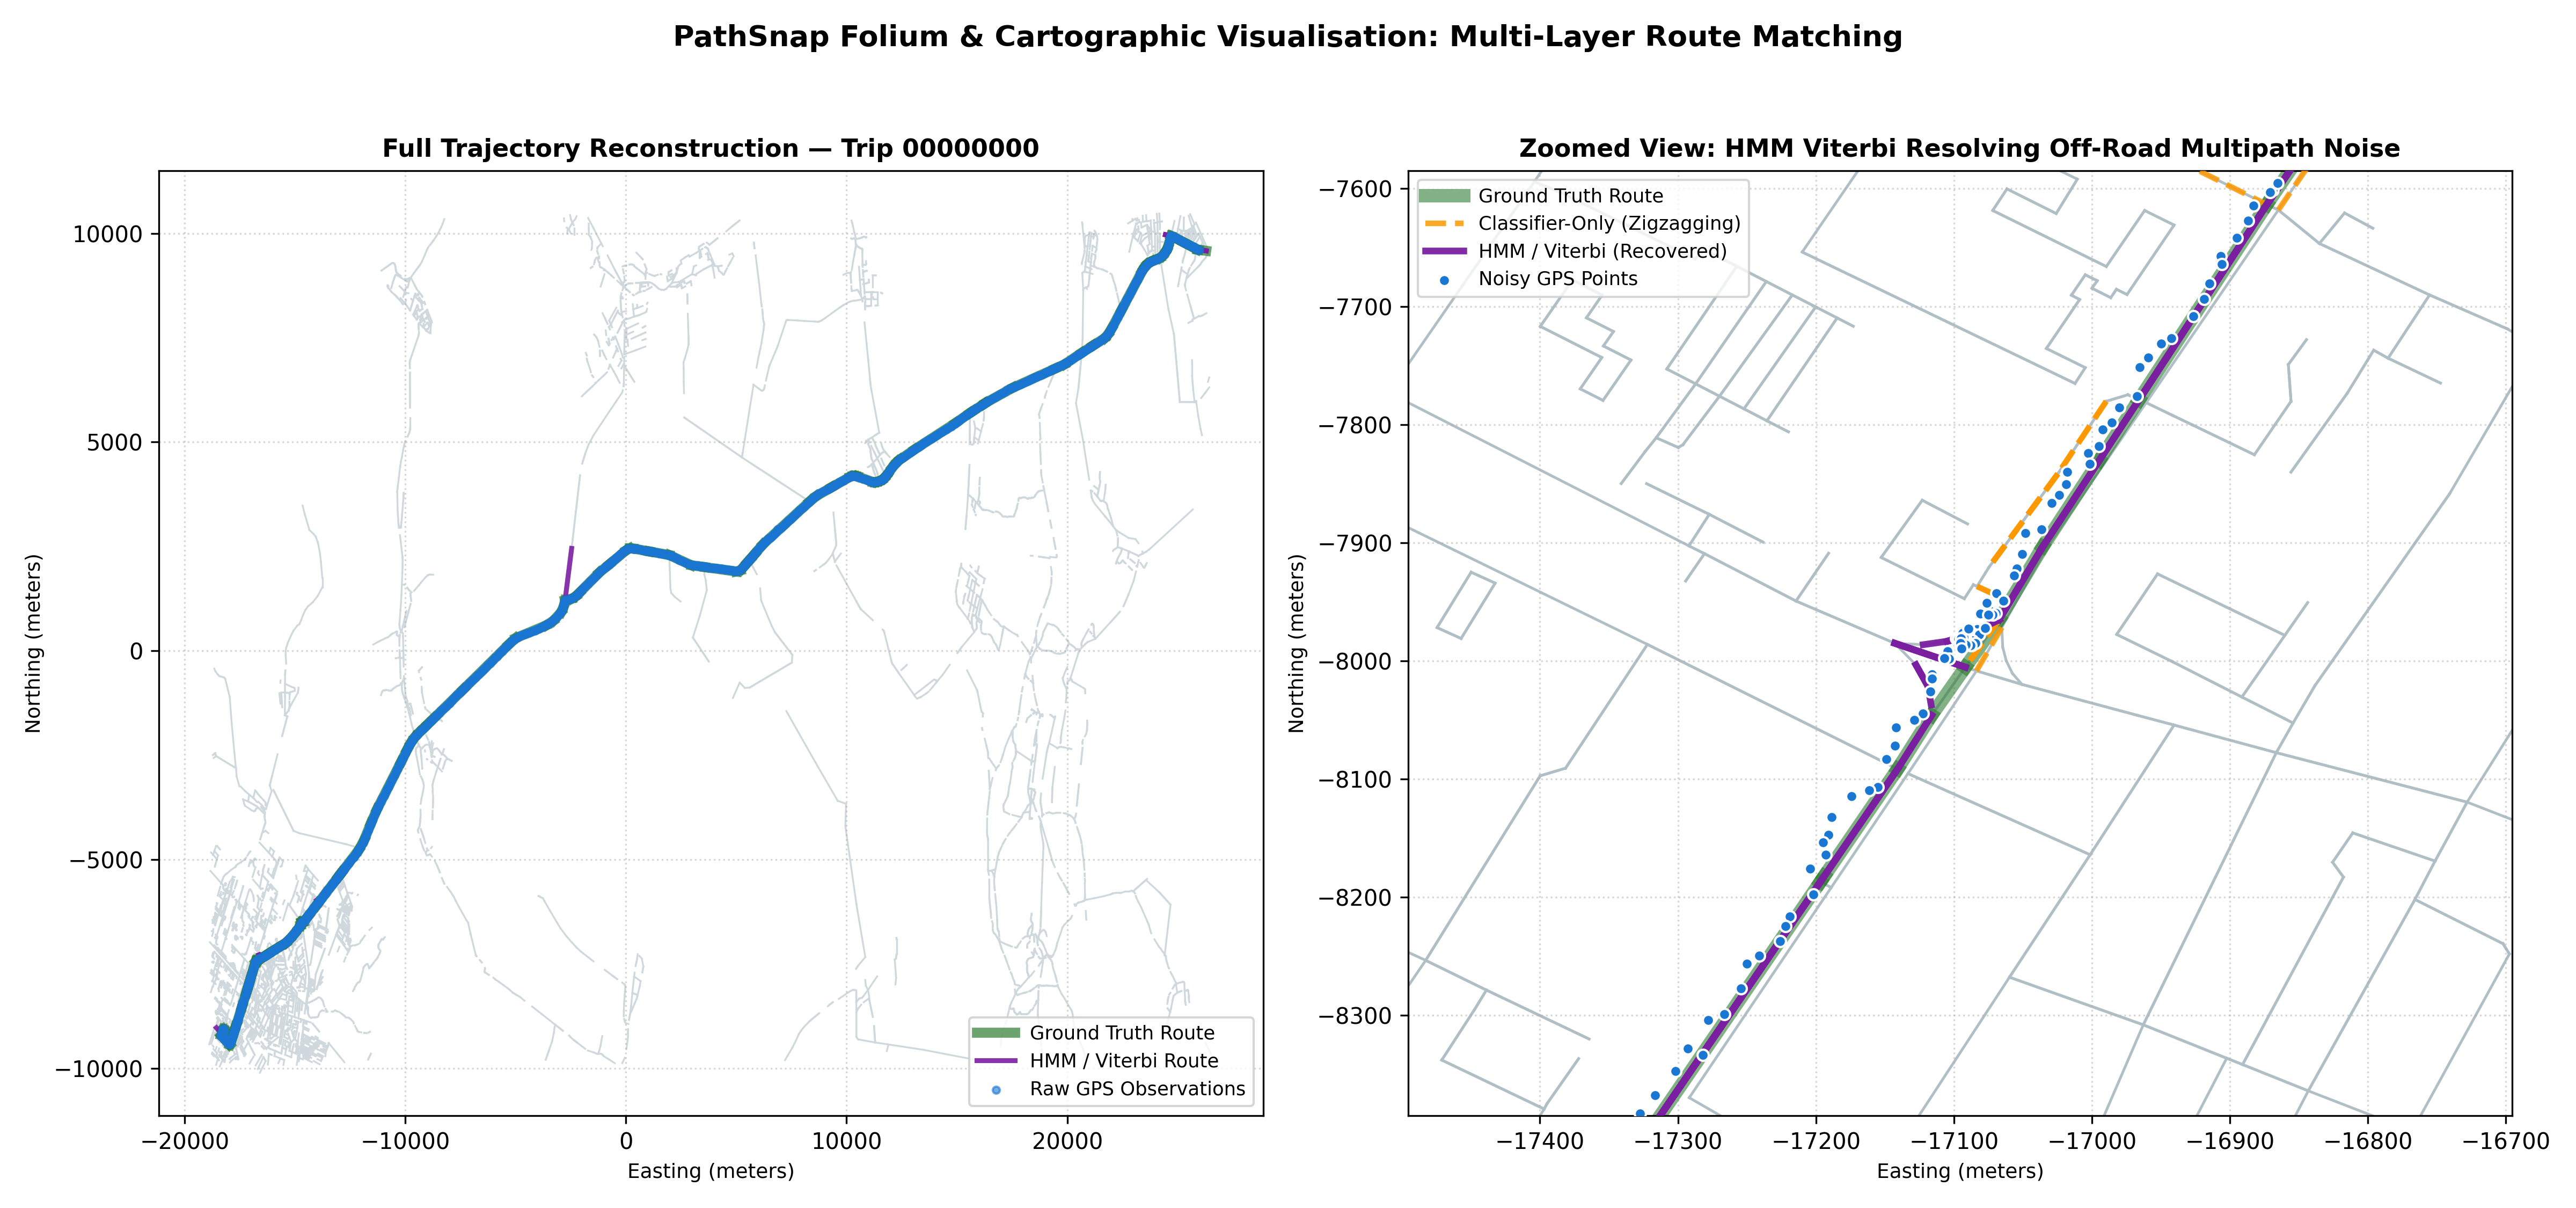 PathSnap Folium & Cartographic Visualisation: Multi-Layer Route Matching
Full Trajectory Reconstruction — Trip 00000000
Northing (meters)
10000
5000
0
−5000
−10000
−20000
−10000
0
10000
20000
Easting (meters)
Ground Truth Route
HMM / Viterbi Route
Raw GPS Observations
Zoomed View: HMM Viterbi Resolving Off-Road Multipath Noise
Ground Truth Route
Classifier-Only (Zigzagging)
HMM / Viterbi (Recovered)
Noisy GPS Points
Northing (meters)
−7600
−7700
−7800
−7900
−8000
−8100
−8200
−8300
−17400
−17300
−17200
−17100
−17000
−16900
−16800
−16700
Easting (meters)